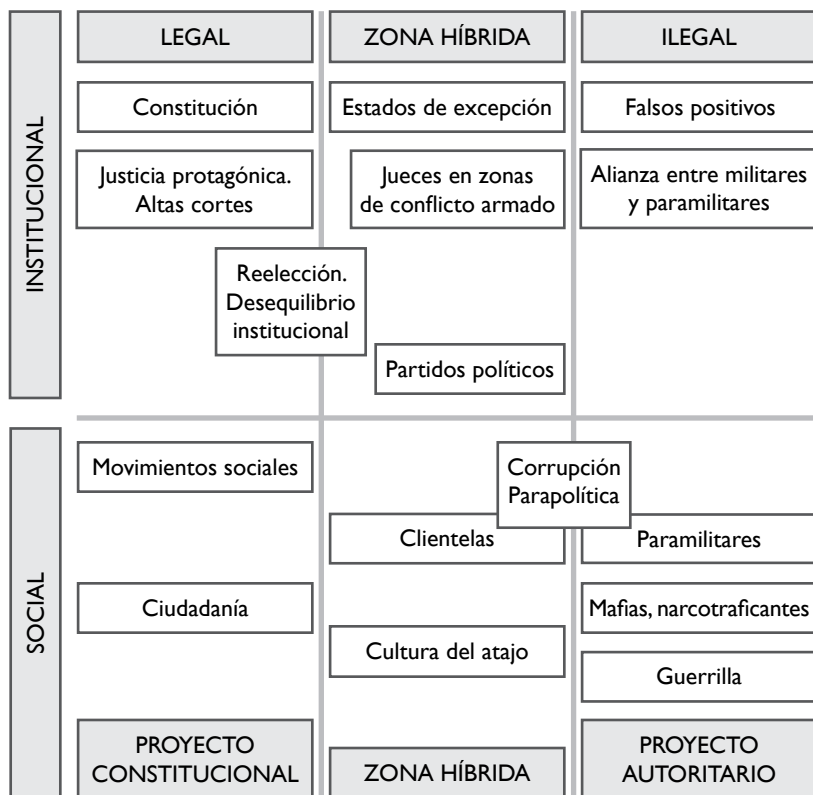 LEGAL
ZONA HÍBRIDA
ILEGAL
INSTITUCIONAL
Constitución
Estados de excepción
Falsos positivos
Justicia protagónica.
Altas cortes
Jueces en zonas
de conflicto armado
Alianza entre militares
y paramilitares
Reelección.
Desequilibrio
institucional
Partidos políticos
SOCIAL
Movimientos sociales
Corrupción
Parapolítica
Clientelas
Paramilitares
Ciudadanía
Mafias, narcotraficantes
Cultura del atajo
Guerrilla
PROYECTO
CONSTITUCIONAL
ZONA HÍBRIDA
PROYECTO
AUTORITARIO